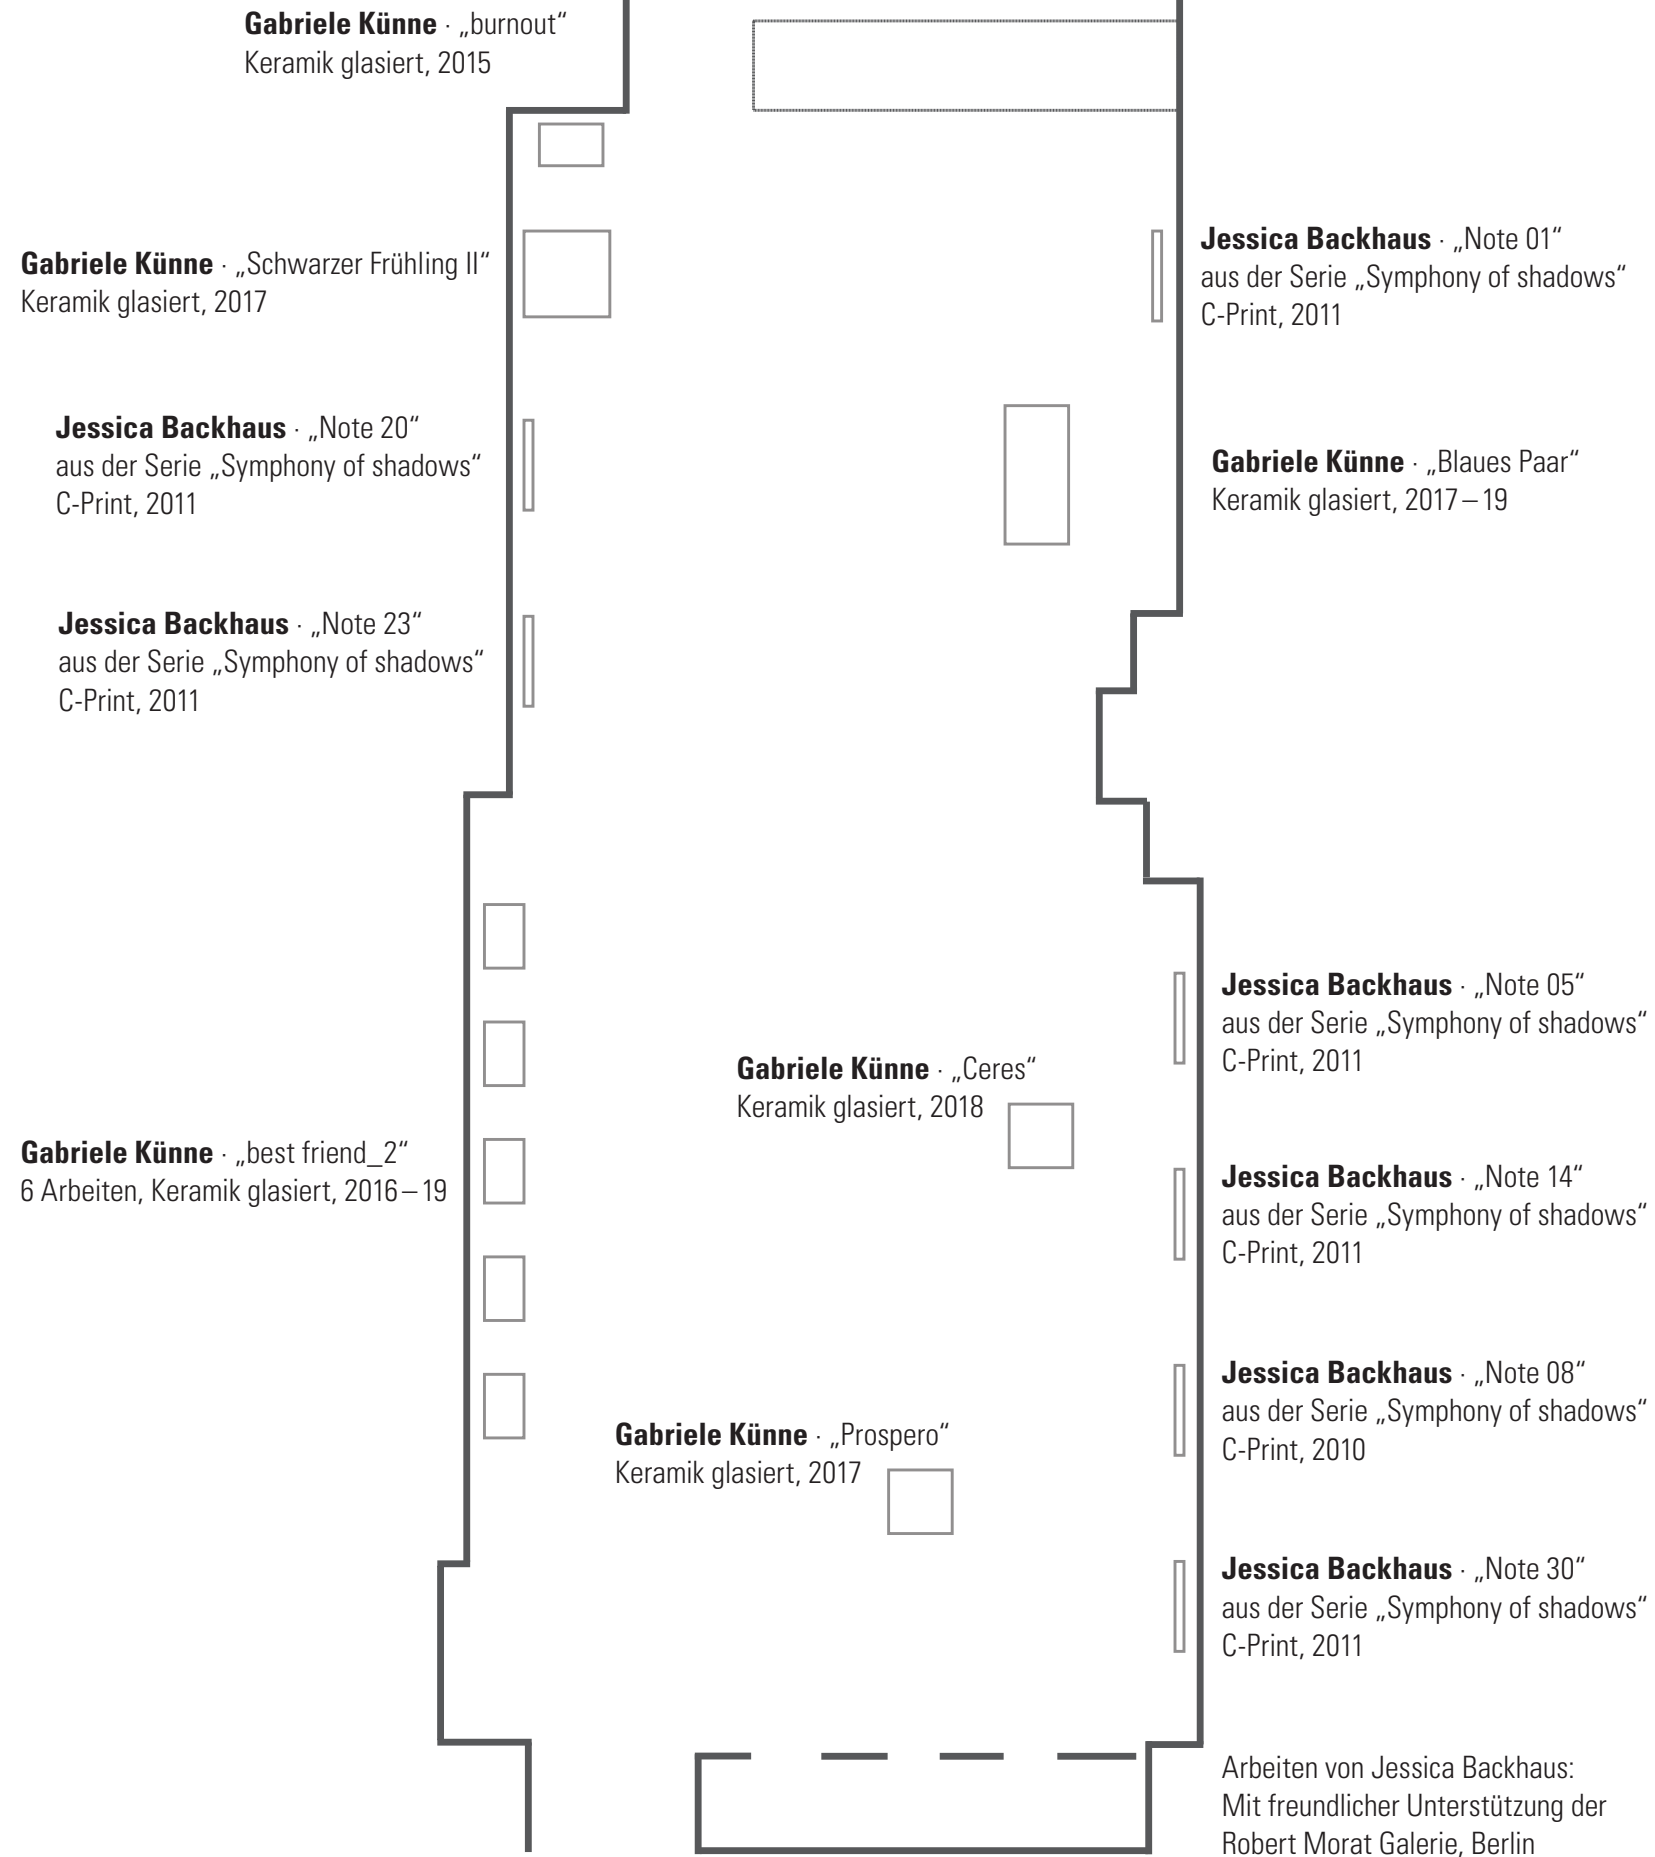 Gabriele Künne · „burnout“
Keramik glasiert, 2015
Gabriele Künne · „Schwarzer Frühling II“
Keramik glasiert, 2017
Jessica Backhaus · „Note 01“
aus der Serie „Symphony of shadows“
C-Print, 2011
Jessica Backhaus · „Note 20“
aus der Serie „Symphony of shadows“
C-Print, 2011
Gabriele Künne · „Blaues Paar“
Keramik glasiert, 2017 – 19
Jessica Backhaus · „Note 23“
aus der Serie „Symphony of shadows“
C-Print, 2011
Jessica Backhaus · „Note 05“
aus der Serie „Symphony of shadows“
C-Print, 2011
Gabriele Künne · „Ceres“
Keramik glasiert, 2018
Gabriele Künne · „best friend_2“
6 Arbeiten, Keramik glasiert, 2016 – 19
Jessica Backhaus · „Note 14“
aus der Serie „Symphony of shadows“
C-Print, 2011
Jessica Backhaus · „Note 08“
aus der Serie „Symphony of shadows“
C-Print, 2010
Gabriele Künne · „Prospero“
Keramik glasiert, 2017
Jessica Backhaus · „Note 30“
aus der Serie „Symphony of shadows“
C-Print, 2011
Arbeiten von Jessica Backhaus:
Mit freundlicher Unterstützung der
Robert Morat Galerie, Berlin